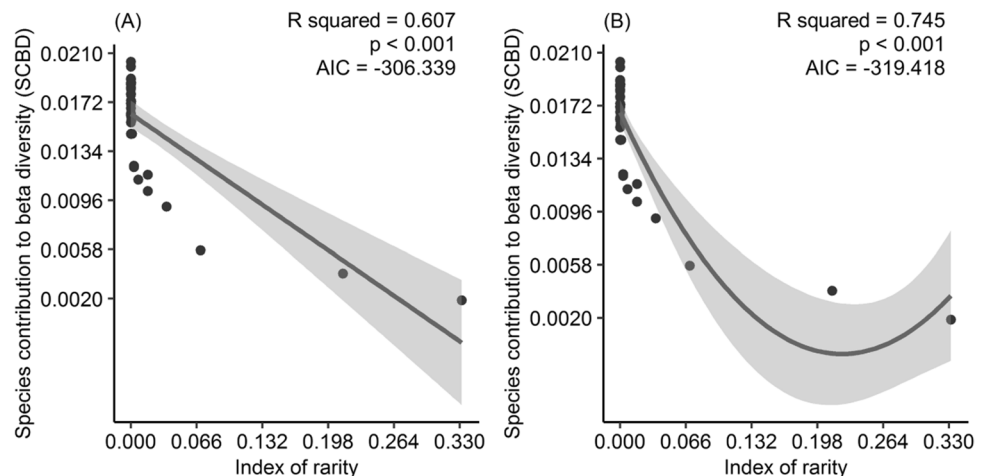 (A)
R squared = 0.607
p < 0.001
AIC = -306.339
Species contribution to beta diversity (SCBD)
0.0210
0.0172
0.0134
0.0096
0.0058
0.0020
0.000 0.066 0.132 0.198 0.264 0.330
Index of rarity
(B)
R squared = 0.745
p < 0.001
AIC = -319.418
Species contribution to beta diversity (SCBD)
0.0210
0.0172
0.0134
0.0096
0.0058
0.0020
0.000 0.066 0.132 0.198 0.264 0.330
Index of rarity